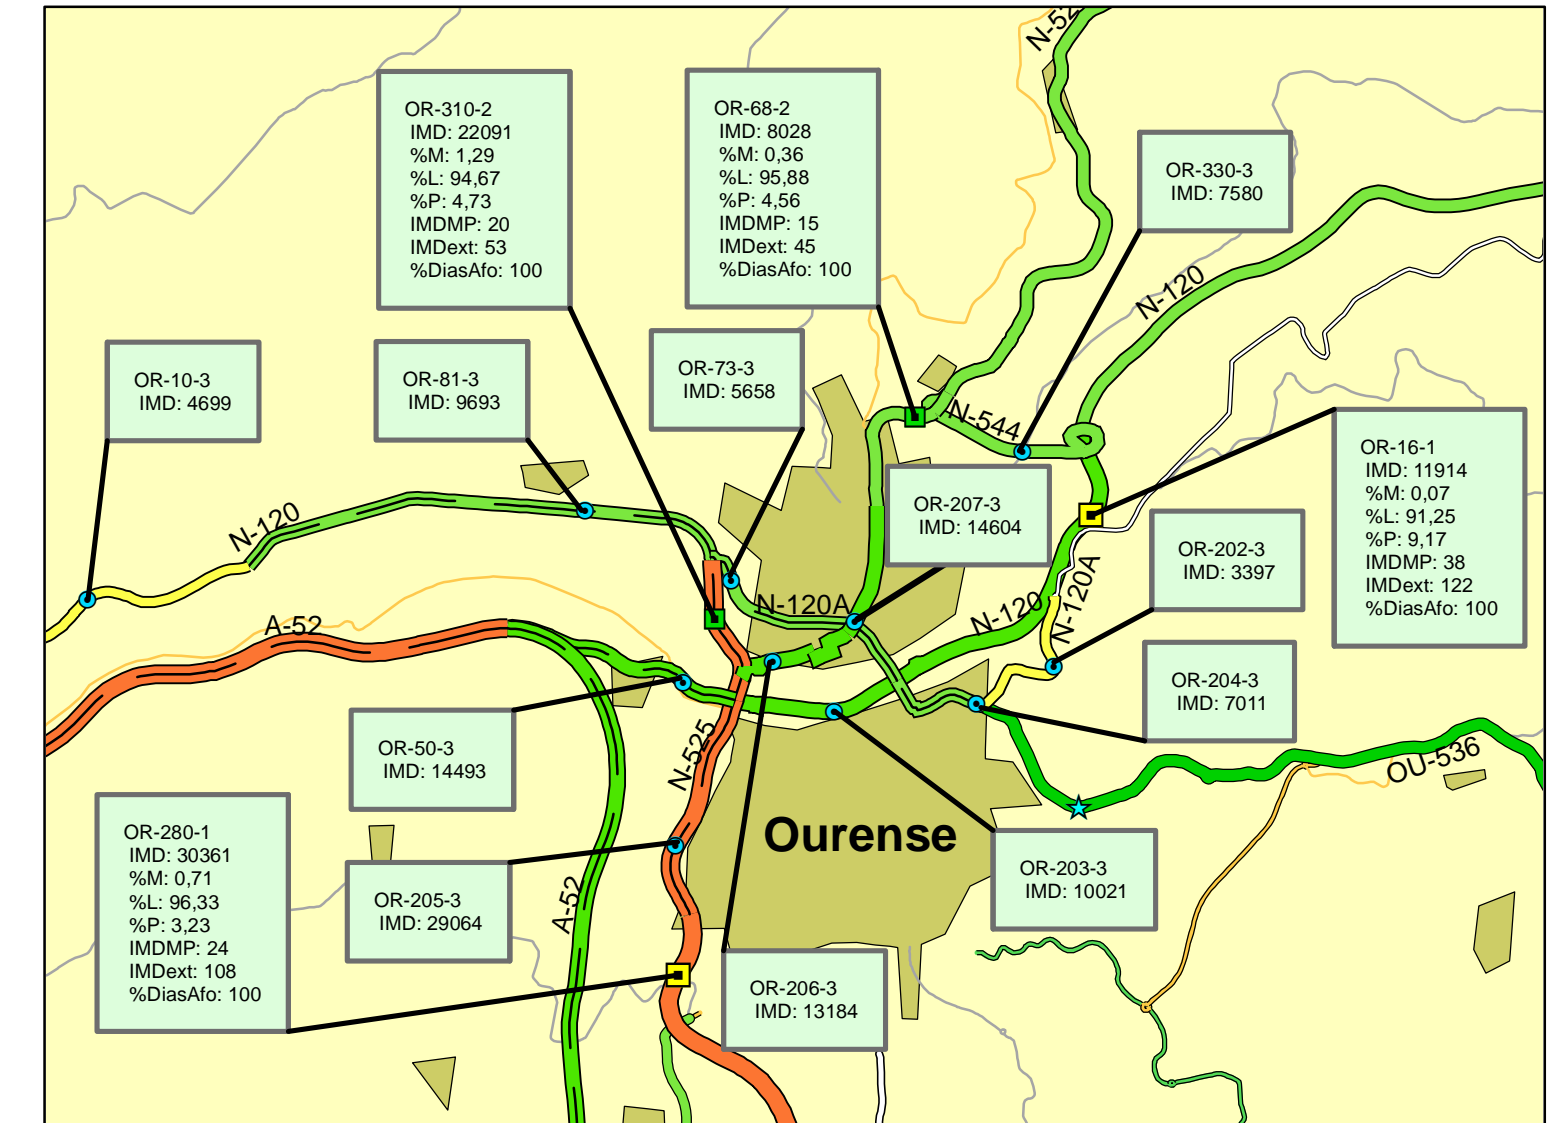 N-52
OR-310-2
IMD: 22091
%M: 1,29
%L: 94,67
%P: 4,73
IMDMP: 20
IMDext: 53
%DiasAfo: 100
OR-68-2
IMD: 8028
%M: 0,36
%L: 95,88
%P: 4,56
IMDMP: 15
IMDext: 45
%DiasAfo: 100
OR-330-3
IMD: 7580
N-120
OR-10-3
IMD: 4699
OR-81-3
IMD: 9693
OR-73-3
IMD: 5658
N-544
OR-16-1
IMD: 11914
%M: 0,07
%L: 91,25
%P: 9,17
IMDMP: 38
IMDext: 122
%DiasAfo: 100
OR-207-3
IMD: 14604
N-120
OR-202-3
IMD: 3397
N-120A
N-120A
N-120
A-52
OR-204-3
IMD: 7011
OR-50-3
IMD: 14493
N-525
OU-536
OR-280-1
IMD: 30361
%M: 0,71
%L: 96,33
%P: 3,23
IMDMP: 24
IMDext: 108
%DiasAfo: 100
Ourense
OR-205-3
IMD: 29064
A-52
OR-203-3
IMD: 10021
OR-206-3
IMD: 13184